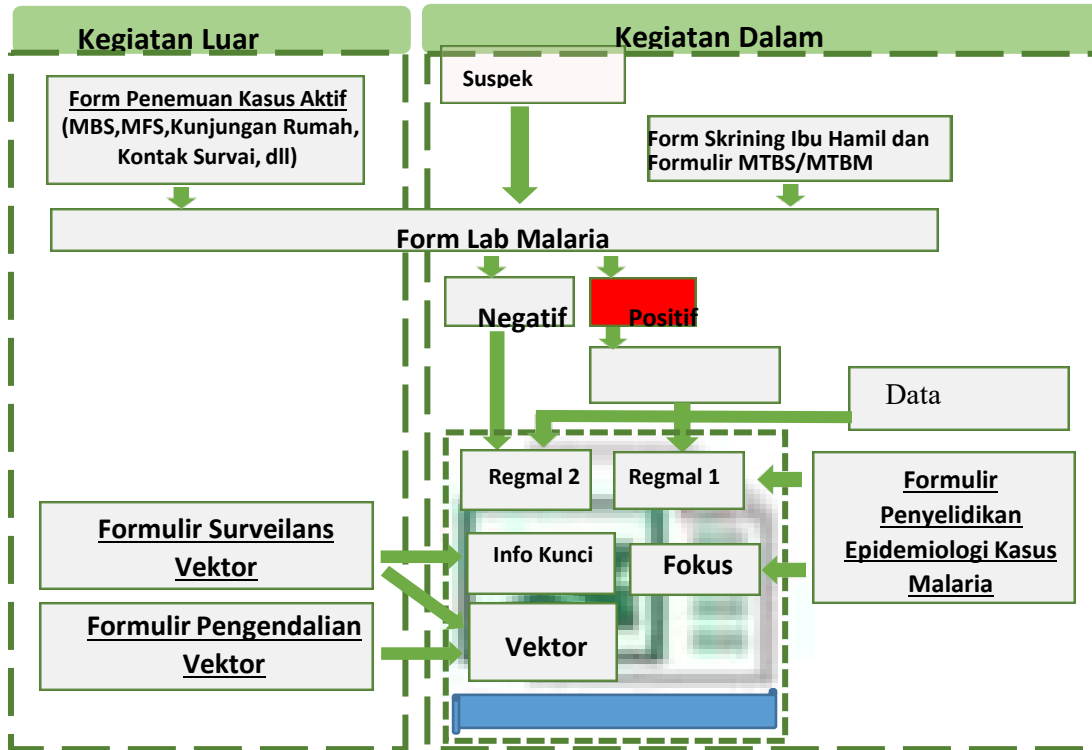 Kegiatan Luar
Kegiatan Dalam
Suspek
Form Penemuan Kasus Aktif
(MBS,MFS,Kunjungan Rumah,
Kontak Survai, dll)
Form Skrining Ibu Hamil dan
Formulir MTBS/MTBM
Form Lab Malaria
Negatif
Positif
Data
Regmal 2
Regmal 1
Formulir
Penyelidikan
Epidemiologi Kasus
Malaria
Formulir Surveilans
Vektor
Info Kunci
Fokus
Formulir Pengendalian
Vektor
Vektor